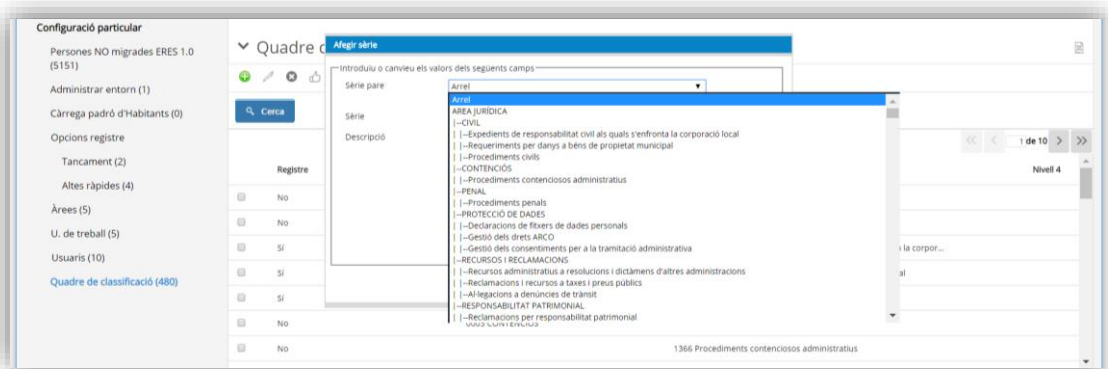 Configuració particular
Persones NO migrades ERES 1.0
(5151)
Administrar entorn (1)
Càrrega padró d'Habitants (0)
Opcions registre
Tancament (2)
Altes ràpides (4)
Àrees (5)
U. de treball (5)
Usuaris (10)
Quadre de classificació (480)
Quadre
Cerca
Registre
No
No
Sí
Sí
Sí
No
No
Afegir sèrie
Introduïu o canvieu els valors dels següents camps
Sèrie pare
Arrel
Sèrie
Descripció
Arrel
AREA JURÍDICA
|--CIVIL
| |--Expedients de responsabilitat civil als quals s'enfronta la corporació local
| |--Requeriments per danys a béns de propietat municipal
| |--Procediments civils
|--CONTENCIÓS
| |--Procediments contenciosos administratius
|--PENAL
| |--Procediments penals
|--PROTECCIÓ DE DADES
| |--Declaracions de fitxers de dades personals
| |--Gestió dels drets ARCO
| |--Gestió dels consentiments per a la tramitació administrativa
|--RECURSOS I RECLAMACIONS
| |--Recursos administratius a resolucions i dictàmens d'altres administracions
| |--Reclamacions i recursos a taxes i preus públics
| |--Al·legacions a denúncies de trànsit
|--RESPONSABILITAT PATRIMONIAL
| |--Reclamacions per responsabilitat patrimonial
1 de 10
Nivell 4
la corpor...
al
1366 Procediments contenciosos administratius